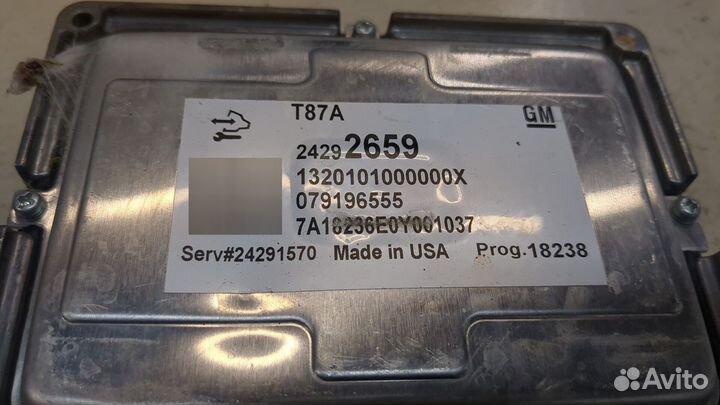 T87A
GM
24292659
1320101000000X
079196555
7A18236E0Y001037
Serv#24291570 Made in USA Prog.18238
Avito